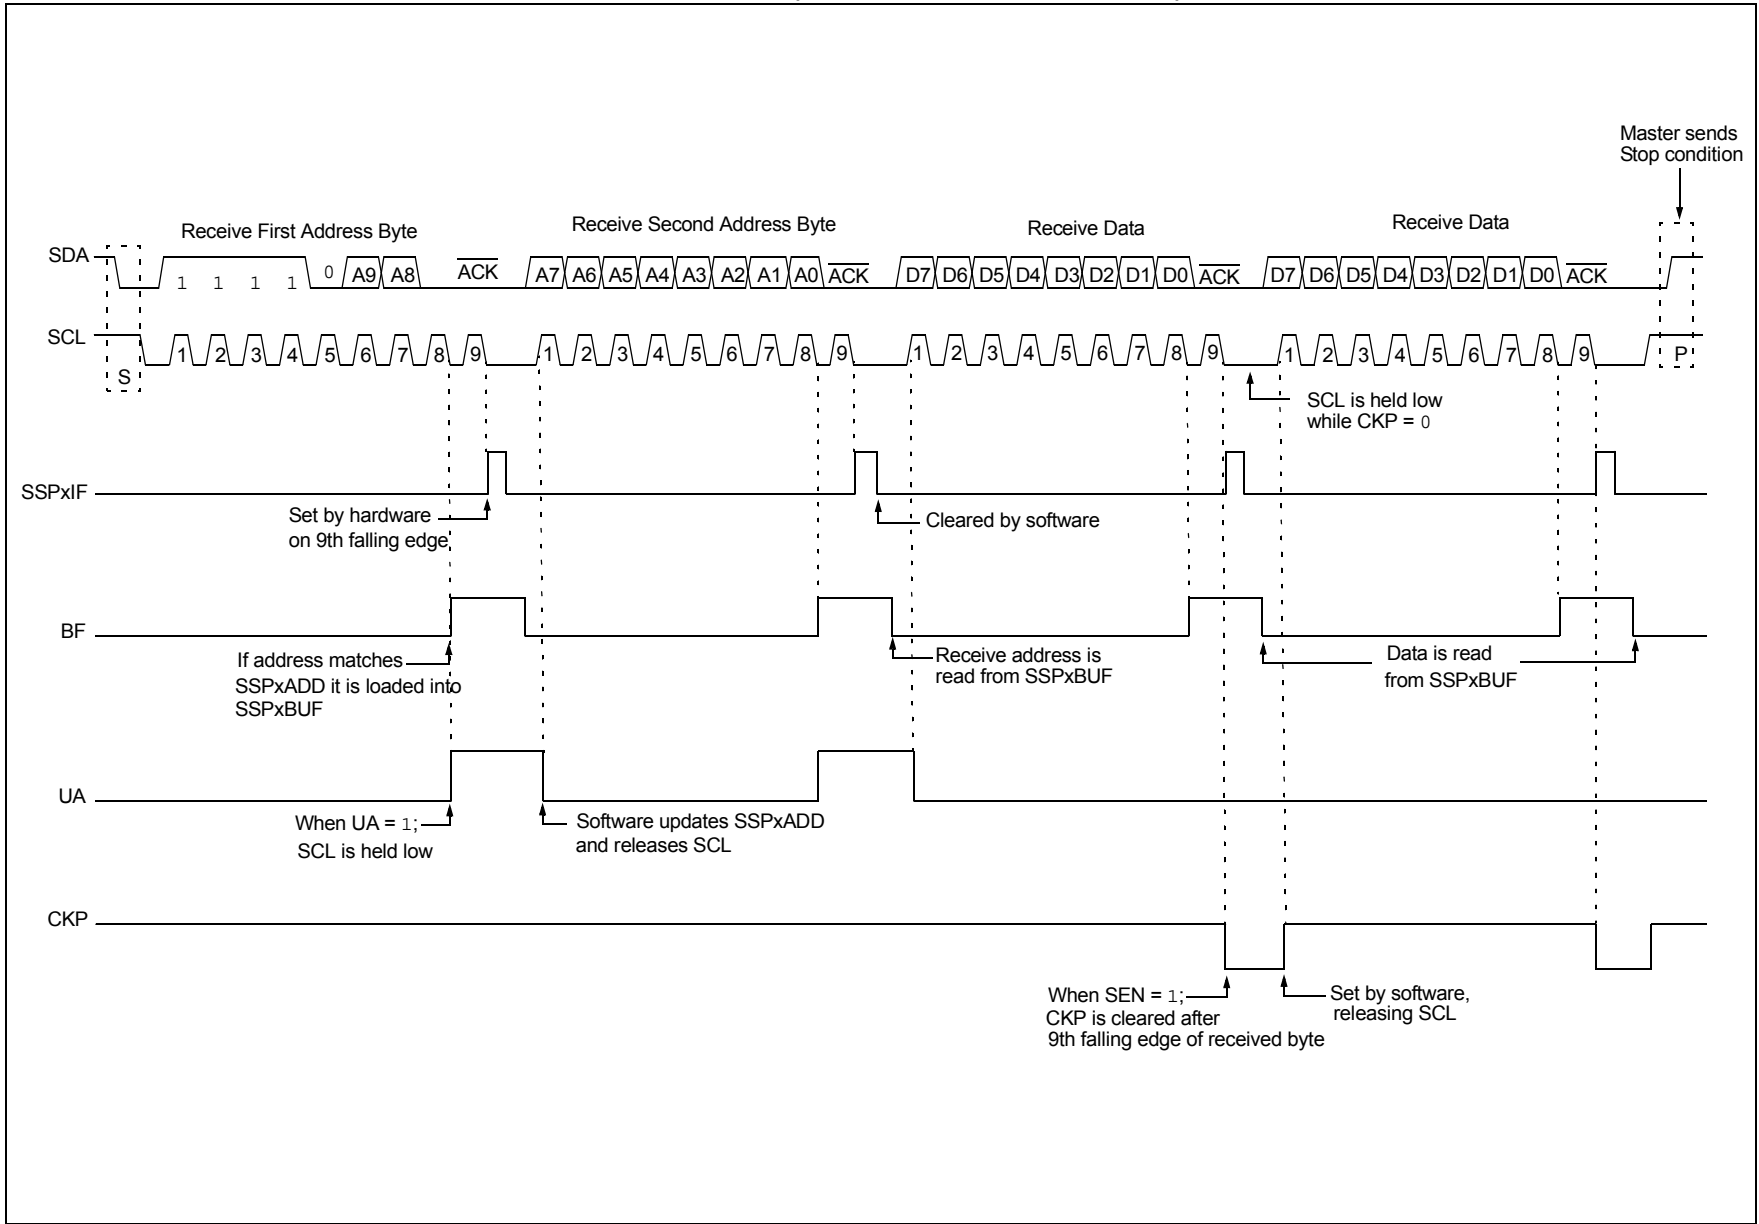 Master sends
Stop condition
Receive First Address Byte
Receive Second Address Byte
Receive Data
Receive Data
SDA
1 1 1 1 0 A9 A8 ACK A7 A6 A5 A4 A3 A2 A1 A0 ACK D7 D6 D5 D4 D3 D2 D1 D0 ACK D7 D6 D5 D4 D3 D2 D1 D0 ACK
SCL
S 1 2 3 4 5 6 7 8 9 1 2 3 4 5 6 7 8 9 1 2 3 4 5 6 7 8 9 1 2 3 4 5 6 7 8 9 P
SCL is held low
while CKP = 0
SSPxIF
Set by hardware
on 9th falling edge
Cleared by software
BF
If address matches
SSPxADD it is loaded into
SSPxBUF
Receive address is
read from SSPxBUF
Data is read
from SSPxBUF
UA
When UA = 1;
SCL is held low
Software updates SSPxADD
and releases SCL
CKP
When SEN = 1;
CKP is cleared after
9th falling edge of received byte
Set by software,
releasing SCL